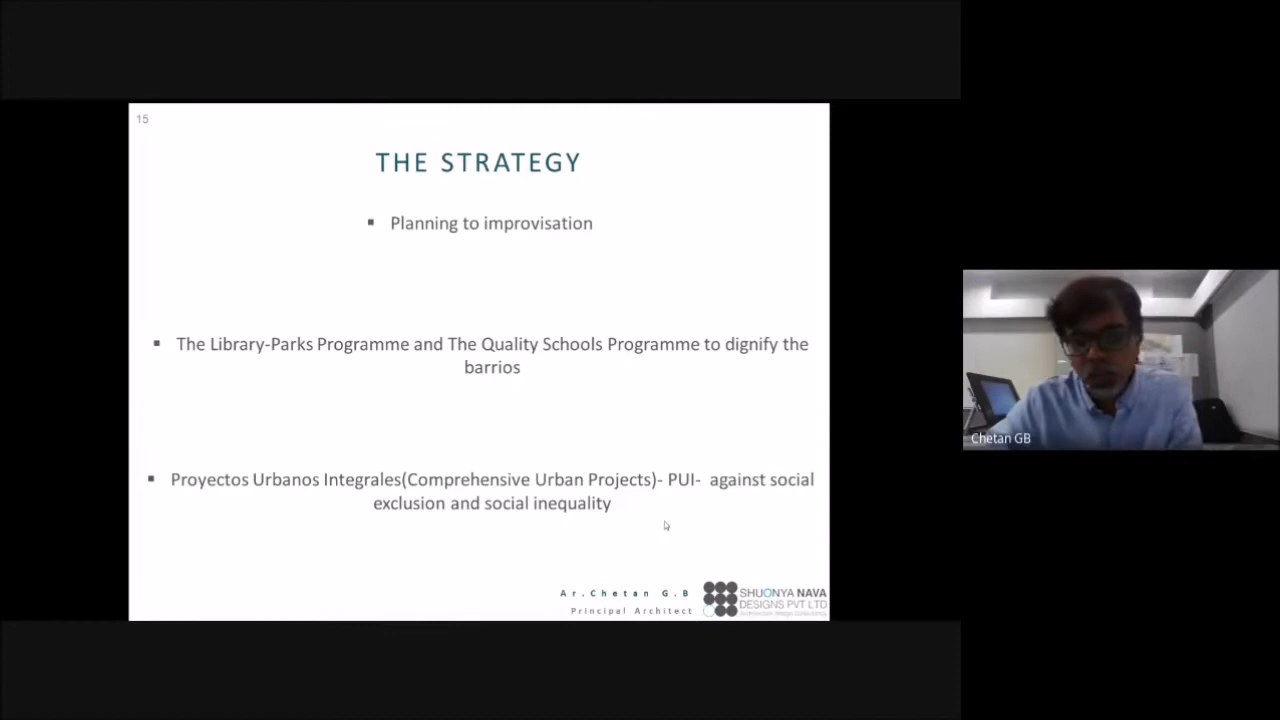 15
THE STRATEGY
▪ Planning to improvisation
▪ The Library-Parks Programme and The Quality Schools Programme to dignify the
barrios
▪ Proyectos Urbanos Integrales(Comprehensive Urban Projects)- PUI- against social
exclusion and social inequality
Ar.Chetan G.B
Principal Architect
SHUONYA NAVA
DESIGNS PVT LTD
Chetan GB